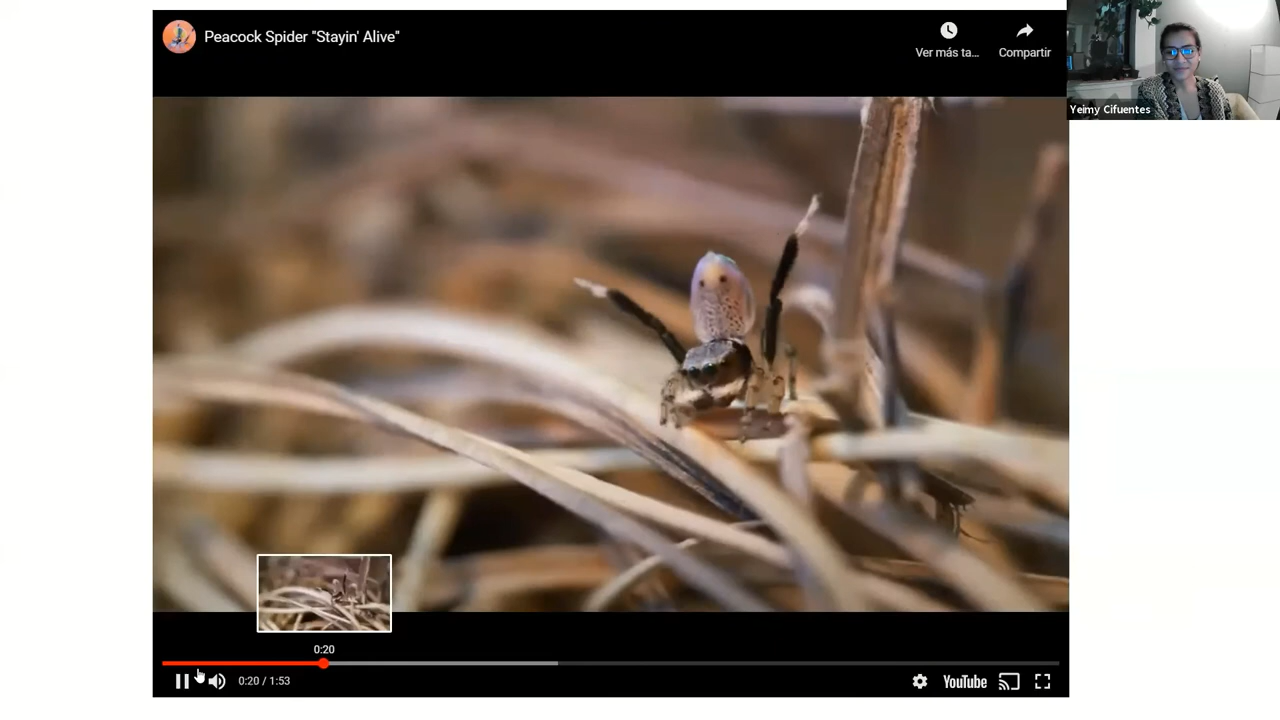 Peacock Spider "Stayin' Alive"
Ver más ta...
Compartir
Yeimy Cifuentes
0:20
0:20 / 1:53
YouTube